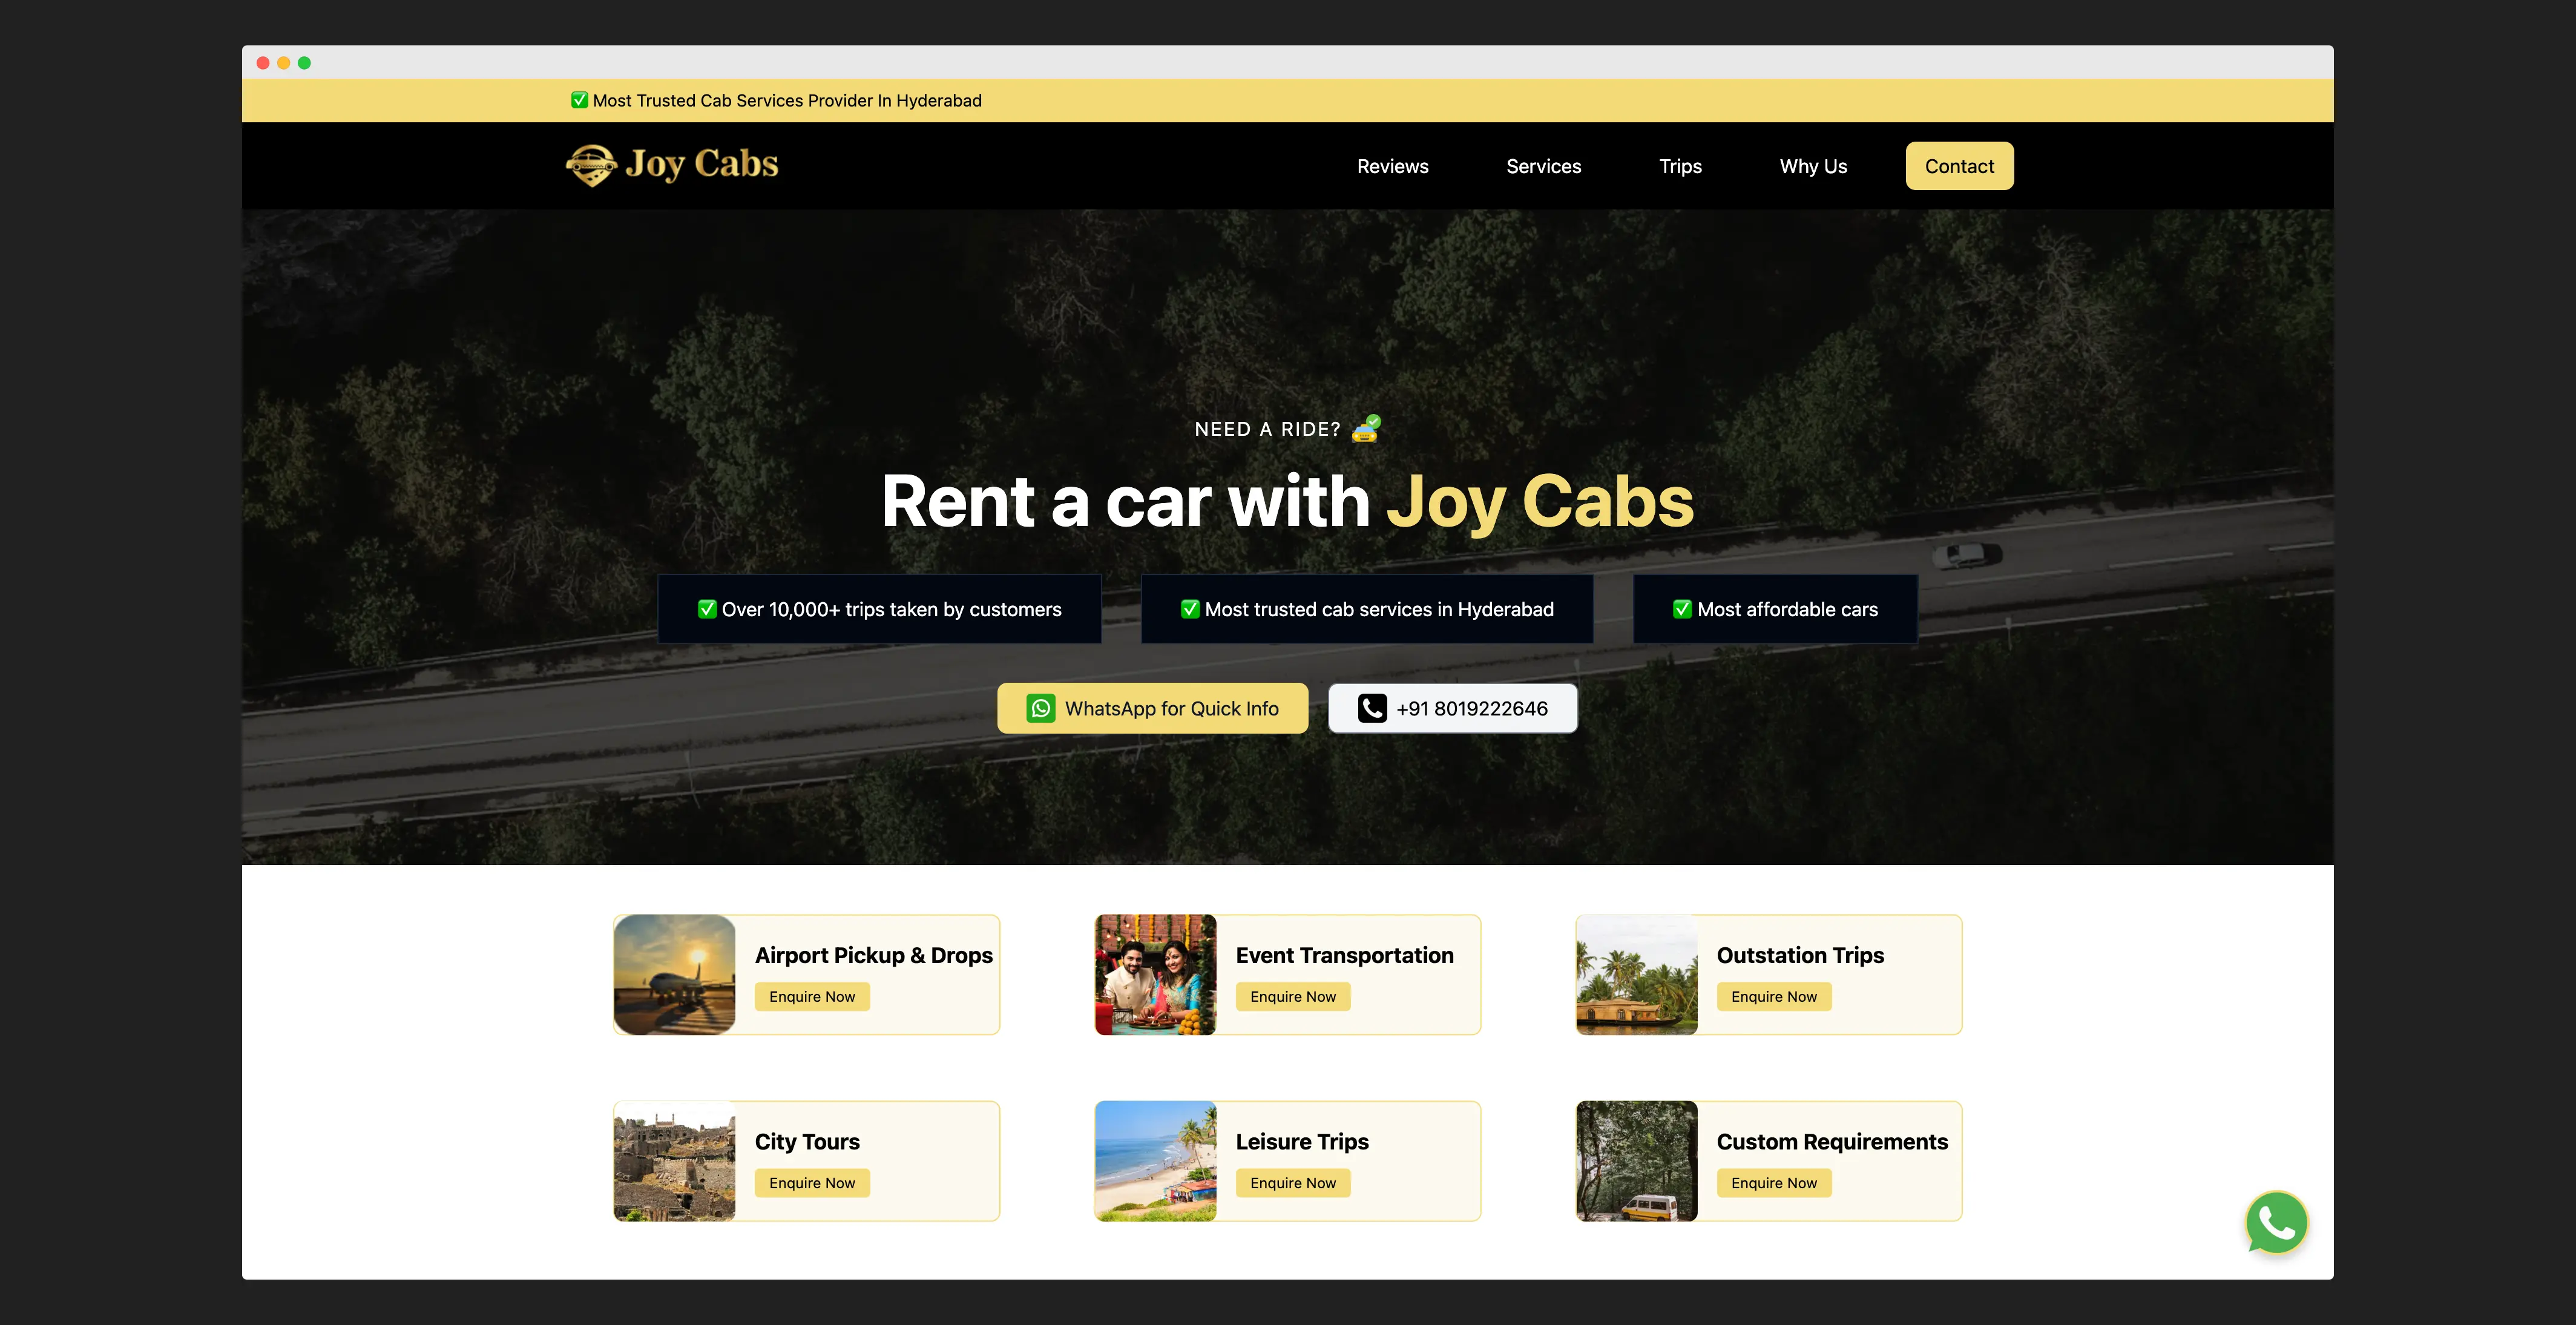 ✅ Most Trusted Cab Services Provider In Hyderabad
Joy Cabs
Reviews
Services
Trips
Why Us
Contact
NEED A RIDE?
Rent a car with Joy Cabs
✅ Over 10,000+ trips taken by customers
✅ Most trusted cab services in Hyderabad
✅ Most affordable cars
WhatsApp for Quick Info
+91 8019222646
Airport Pickup & Drops
Enquire Now
Event Transportation
Enquire Now
Outstation Trips
Enquire Now
City Tours
Enquire Now
Leisure Trips
Enquire Now
Custom Requirements
Enquire Now